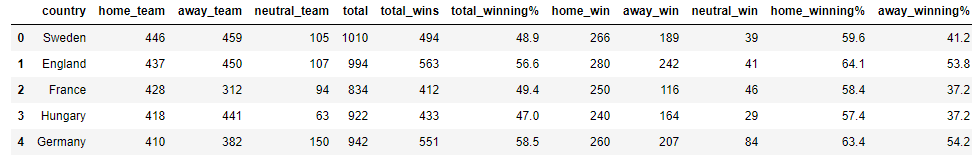 country home_team away_team neutral_team total total_wins total_winning% home_win away_win neutral_win home_winning% away_winning%
0 Sweden 446 459 105 1010 494 48.9 266 189 39 59.6 41.2
1 England 437 450 107 994 563 56.6 280 242 41 64.1 53.8
2 France 428 312 94 834 412 49.4 250 116 46 58.4 37.2
3 Hungary 418 441 63 922 433 47.0 240 164 29 57.4 37.2
4 Germany 410 382 150 942 551 58.5 260 207 84 63.4 54.2